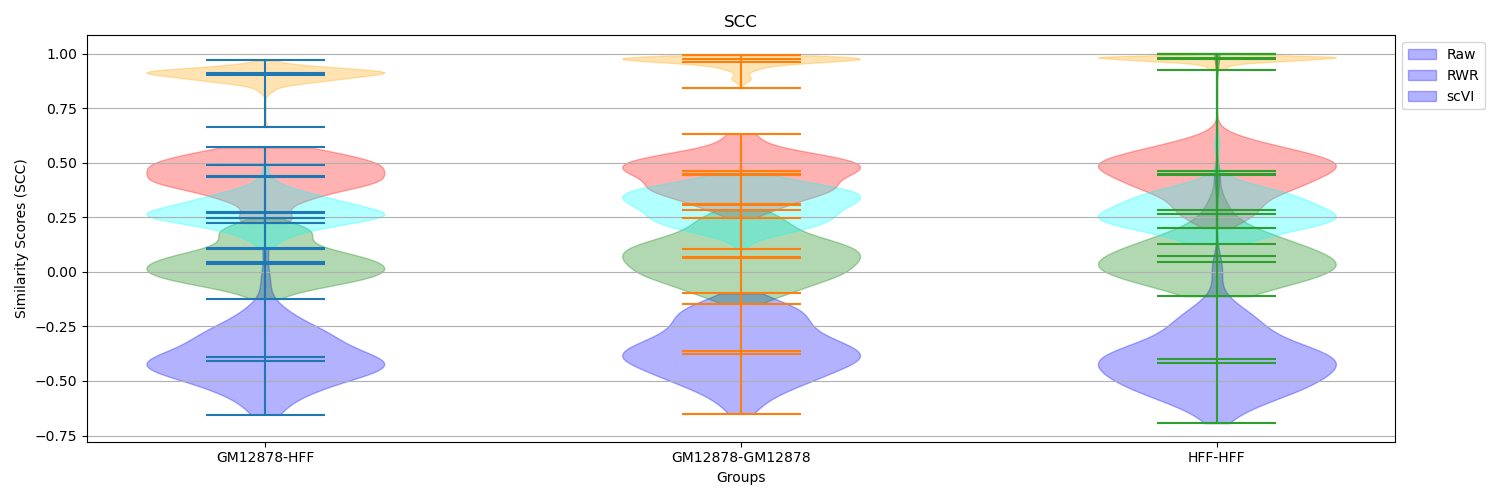 SCC
1.00
0.75
0.50
0.25
0.00
−0.25
−0.50
−0.75
Similarity Scores (SCC)
GM12878-HFF
GM12878-GM12878
HFF-HFF
Groups
Raw
RWR
scVI